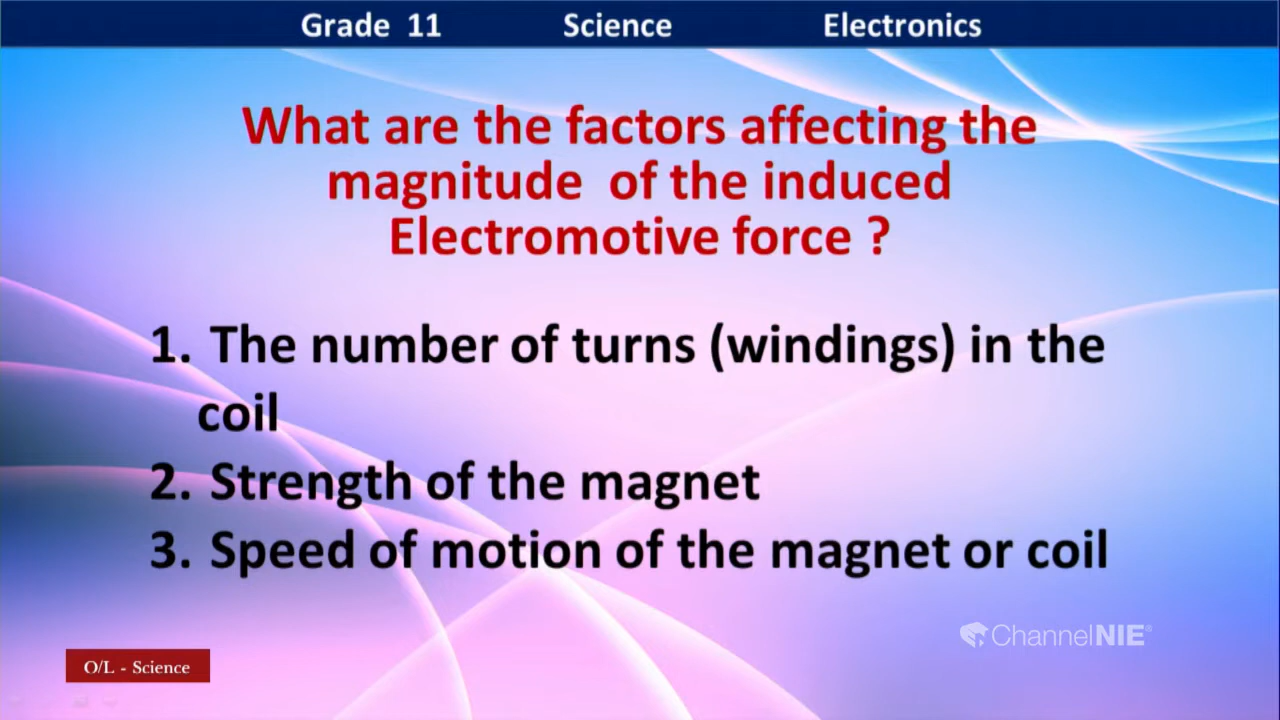 Grade 11 Science Electronics
What are the factors affecting the
magnitude of the induced
Electromotive force ?
1. The number of turns (windings) in the
coil
2. Strength of the magnet
3. Speed of motion of the magnet or coil
ChannelNIE®
O/L - Science